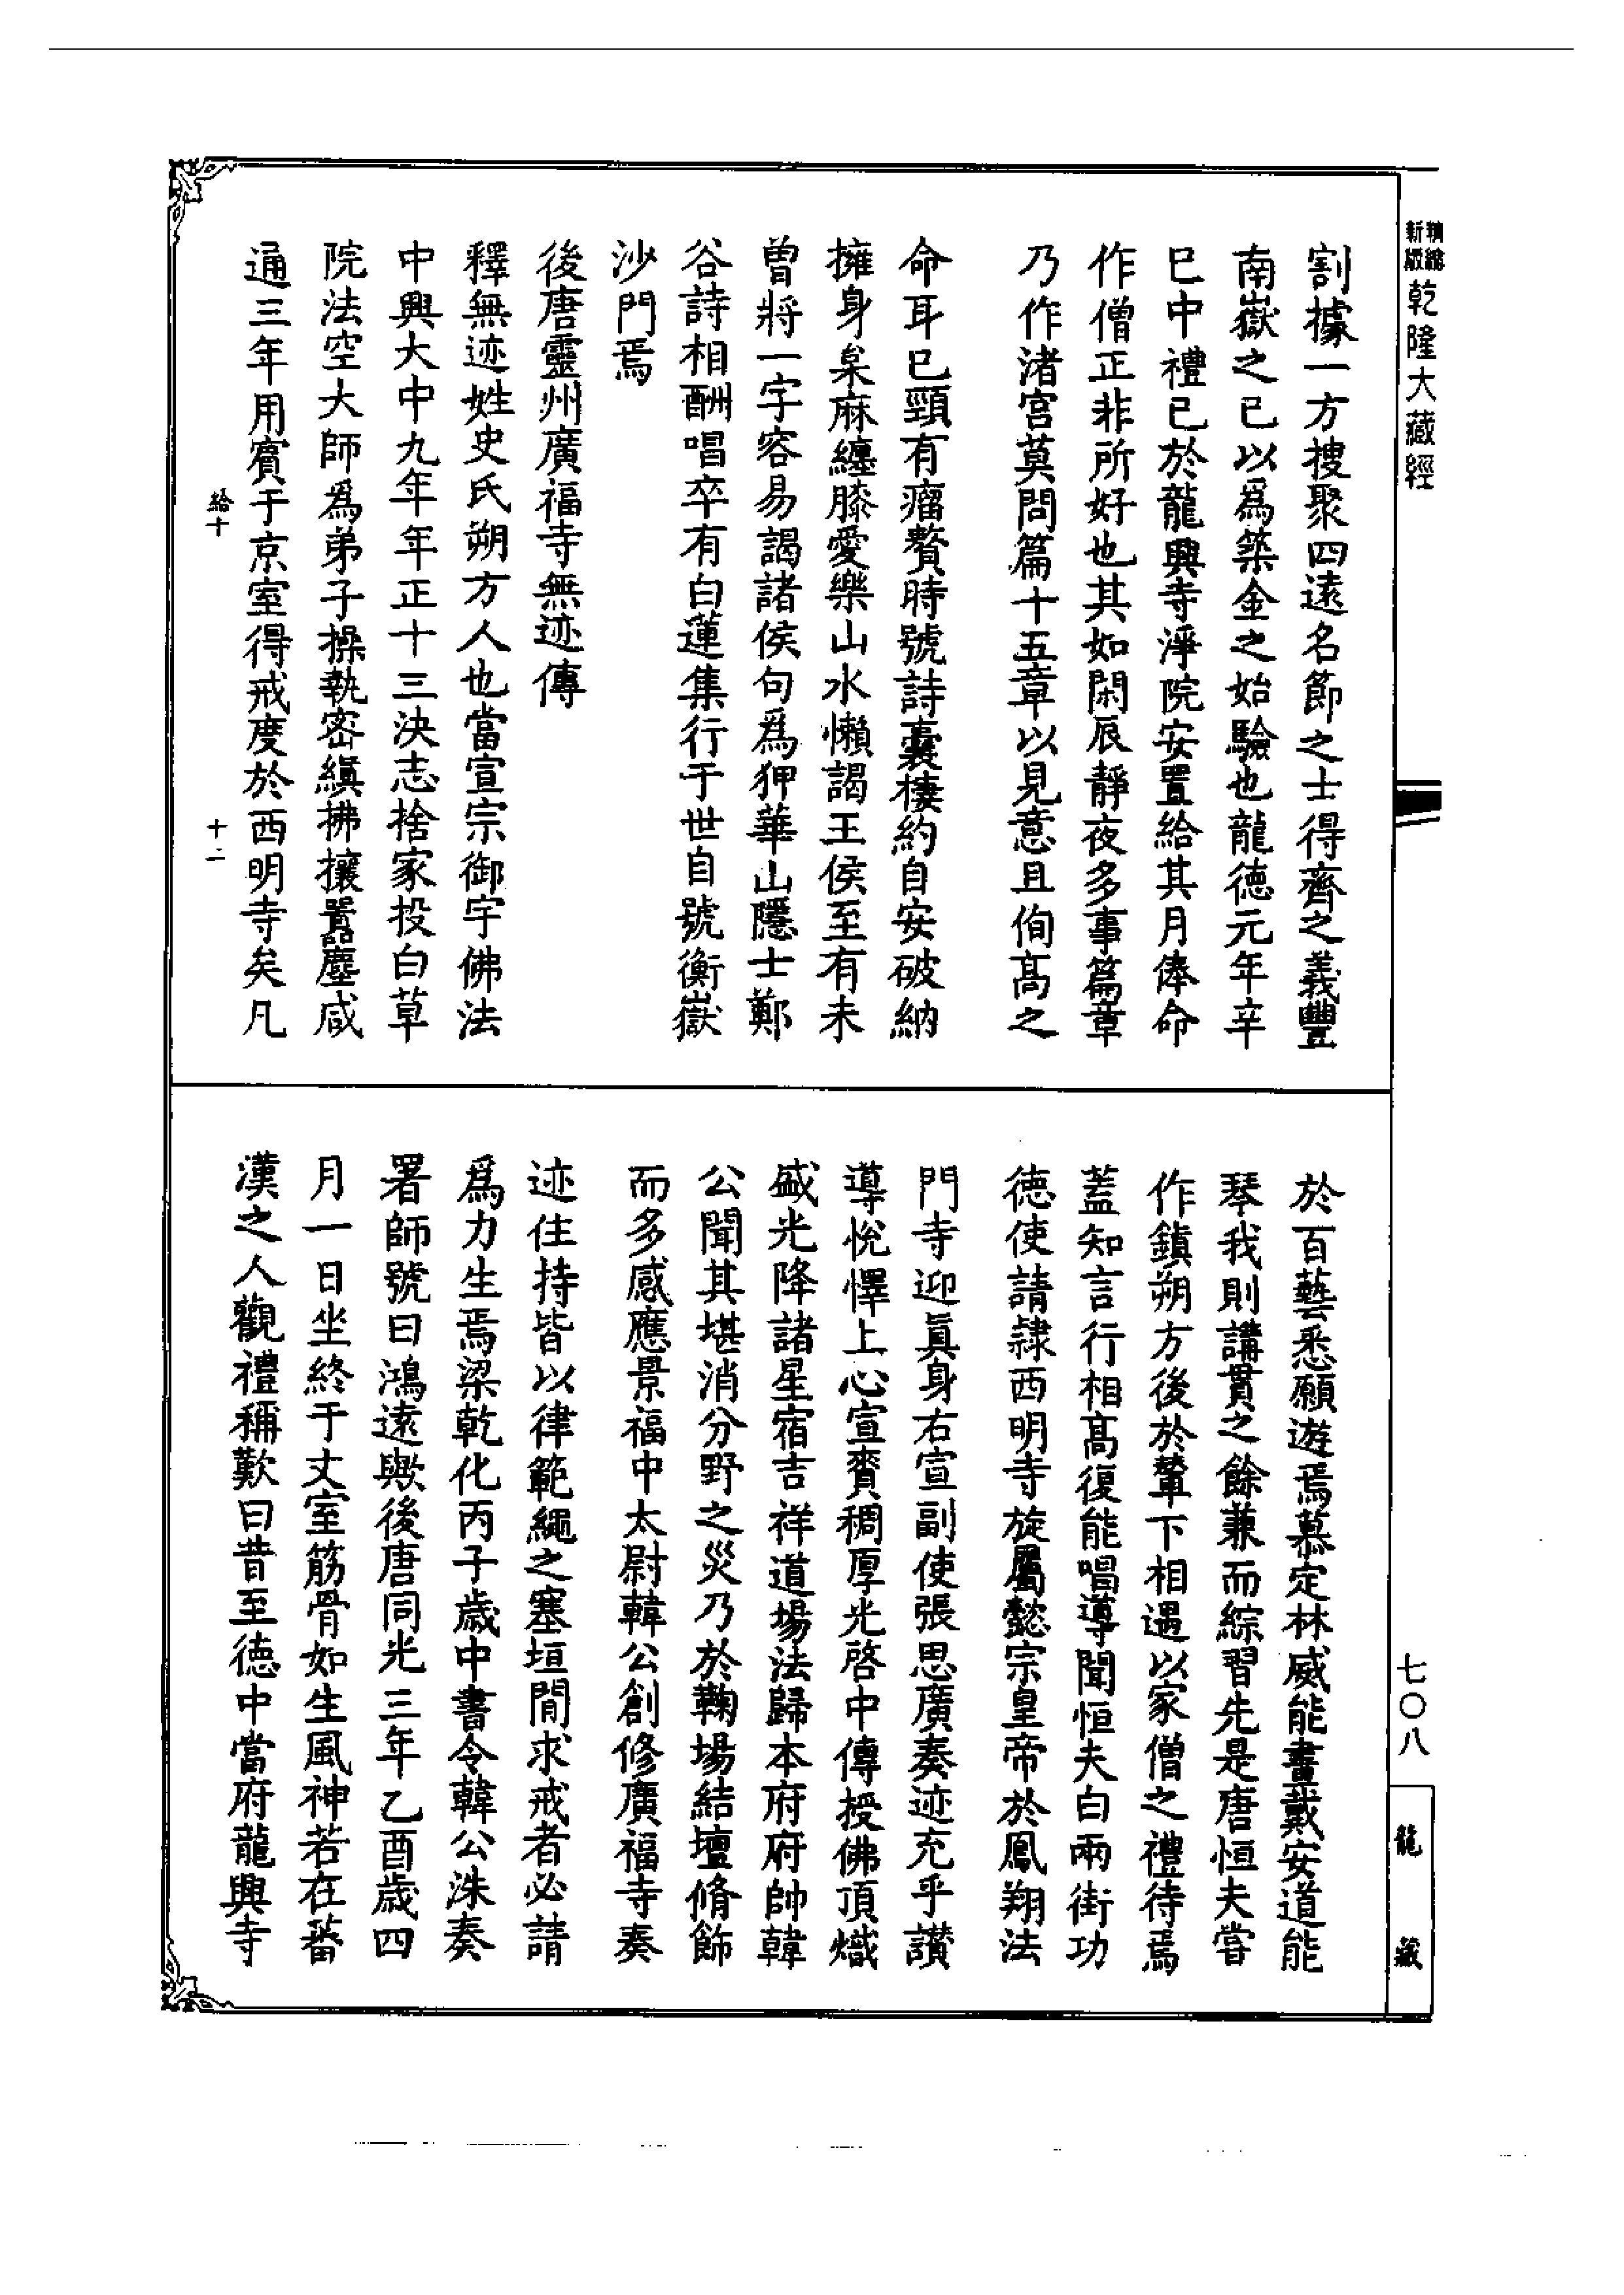 新編縮版乾隆大藏經
割據一方搜聚四遠名節之士得齊之義豐
南嶽之已以為築金之始驗也龍德元年辛
巳中禮已於龍興寺淨院安置給其月俸命
作僧正非所好也其如閑辰靜夜多事篇章
乃作渚宮莫問篇十五章以見意且徇高之
命耳已頸有瘤贅時號詩囊棲約自安破納
擁身枲麻纏膝愛樂山水懶謁王侯至有未
曾將一字容易謁諸侯句爲狎華山隱士鄭
谷詩相酬唱卒有白蓮集行于世自號衡嶽
沙門焉
後唐靈州廣福寺無迹傳
釋無迹姓史氏朔方人也當宣宗御宇佛法
中興大中九年年正十三決志捨家投白草
院法空大師爲弟子操執密縝拂攘囂塵咸
通三年用賓于京室得戒度於西明寺矣凡
給十 十二
於百藝悉願遊焉慕定林威能畫戴安道能
琴我則講貫之餘兼而綜習先是唐恒夫嘗
作鎮朔方後於輦下相遇以家僧之禮待焉
蓋知言行相高復能唱導聞恒夫白兩街功
德使請隷西明寺旋屬懿宗皇帝於鳳翔法
門寺迎眞身右宣副使張思廣奏迹充乎讚
導悅懌上心宣賚稠厚光啓中傳授佛頂熾
盛光降諸星宿吉祥道場法歸本府府帥韓
公聞其堪消分野之災乃於鞠場結壇脩飾
而多感應景福中太尉韓公創修廣福寺奏
迹住持皆以律範繩之塞垣間求戒者必請
爲力生焉梁乾化丙子歲中書令韓公洙奏
署師號曰鴻遠歟後唐同光三年乙酉歲四
月一日坐終于丈室筋骨如生風神若在蕃
漢之人觀禮稱歎曰昔至德中當府龍興寺
七〇八
龍藏